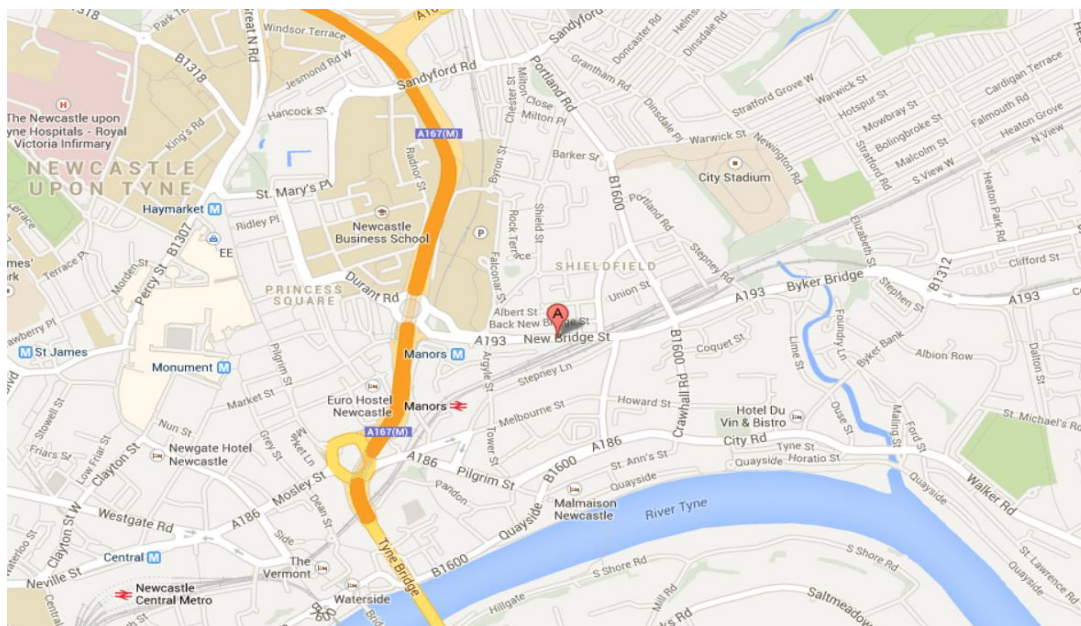 Park Ter
B1318
Great N Rd
Windsor Terrace
Jesmond Rd W
Sandyford Rd
Sandyford Rd
Hancock St
Portland Rd
Grantham Rd
Doncaster Rd
Dinsdale Rd
Dinsdale Pl
Stratford Grove W
Warwick St
Hotspur St
Mowbray St
Bolingbroke St
Malcolm St
Cardigan Terrace
Falmouth Rd
Heaton Grove
N View
S View W
Heaton Park Rd
H
The Newcastle upon
yne Hospitals - Royal
Victoria Infirmary
B1318
King's Rd
NEWCASTLE
UPON TYNE
Haymarket M
St. Mary's Pl
Ridley Pl
EE
B1307
Percy St
Morden St
Terrace Pl
A167(M)
Radnor St
Byron St
Chester St
Milton
Close
Milton Pl
Barker St
B1600
Warwick St
Newington Rd
Stratford Rd
City Stadium
Newcastle
Business School
P
Rock Terrace
Shield St
Falconar St
Portland Rd
Stepney Rd
SHIELDFIELD
Union St
PRINCESS
SQUARE
Durant Rd
Albert St
Back New Bridge St
A
A193
New Bridge St
A193
Byker Bridge
Elizabeth St
Stephen St
B1312
Clifford St
A193
M St James
Monument M
Pilgrim St
Market St
Manors M
Argyle St
Stepney Ln
B1600
Coquet St
Lime St
Foundry Ln
Byker Bank
Albion Row
Dalton St
Euro Hostel
Newcastle
Manors
Melbourne St
Howard St
Crawhall Rd
Hotel Du
Vin & Bistro
Ouse St
Maling St
Ford St
St Michael's Rd
Stowell St
Friars St
Low Friar St
Clayton St
Nun St
Newgate Hotel
Newcastle
Grey St
A167(M)
Tower St
A186
City Rd
Tyne St
Horatio St
Quayside
Quayside
Walker Rd
Mosley St
A186
Pilgrim St
Pandon
B1600
St. Ann's St
Quayside
Quayside
Malmaison
Newcastle
River Tyne
Clayton St W
Westgate Rd
A186
Dean St
Side
Waterloo St
Central M
Neville St
The
Vermont
Tyne Bridge
B1600
S Shore Rd
S Shore Rd
St Lawrence Rd
Newcastle
Central Metro
Waterside
Hillgate
Mill Rd
Saltmeadow